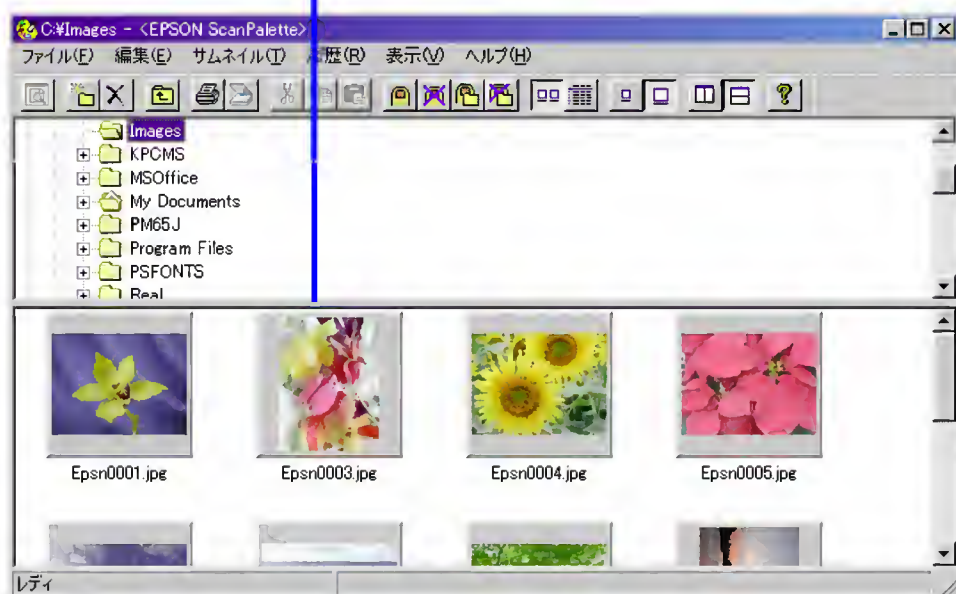 C:¥Images - <EPSON ScanPalette>
ファイル(F) 編集(E) サムネイル(T) 歴(R) 表示(V) ヘルプ(H)
Images
KPCMS
MSOffice
My Documents
PM65J
Program Files
PSFONTS
Real
Epsn0001.jpg Epsn0003.jpg Epsn0004.jpg Epsn0005.jpg
レディ